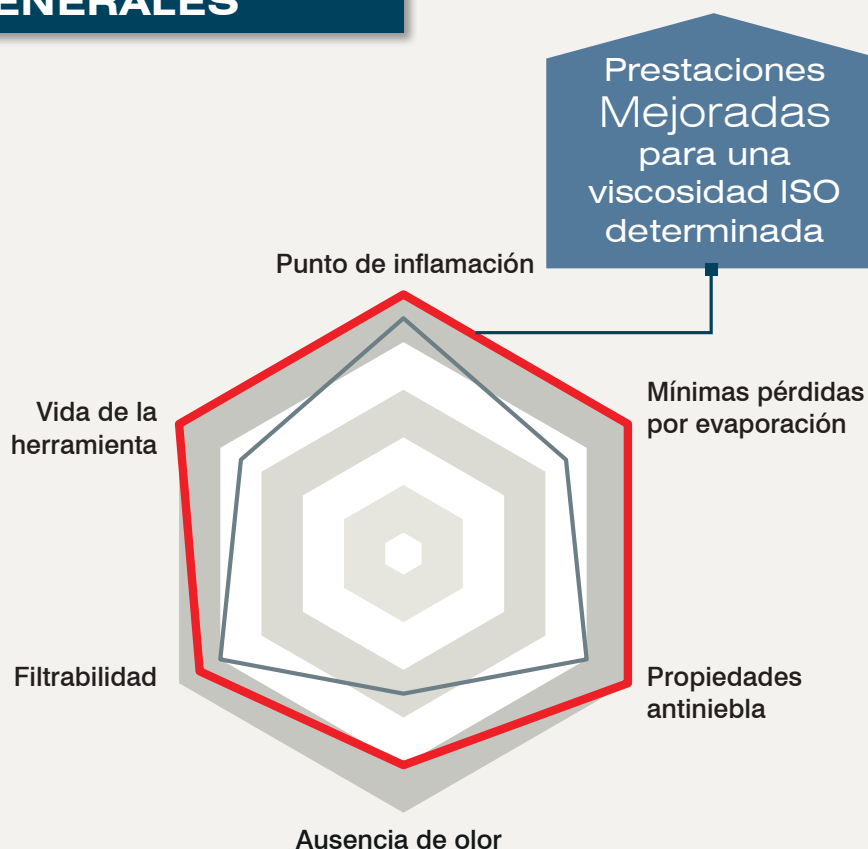 ENERALES
Prestaciones
Mejoradas
para una
viscosidad ISO
determinada
Punto de inflamación
Mínimas pérdidas
por evaporación
Vida de la
herramienta
Filtrabilidad
Propiedades
antiniebla
Ausencia de olor